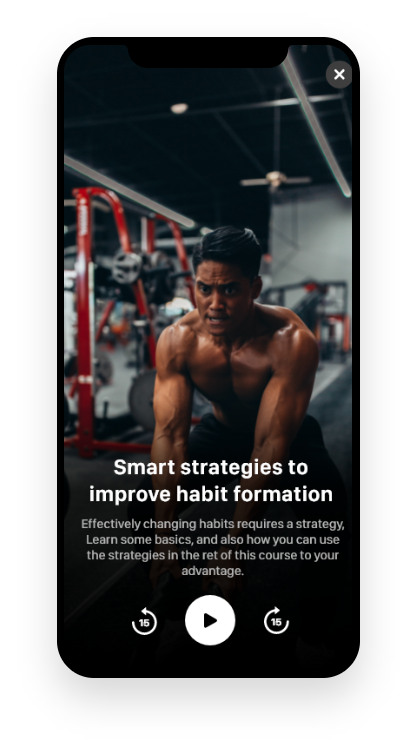 Smart strategies to
improve habit formation
Effectively changing habits requires a strategy,
Learn some basics, and also how you can use
the strategies in the ret of this course to your
advantage.
15 15